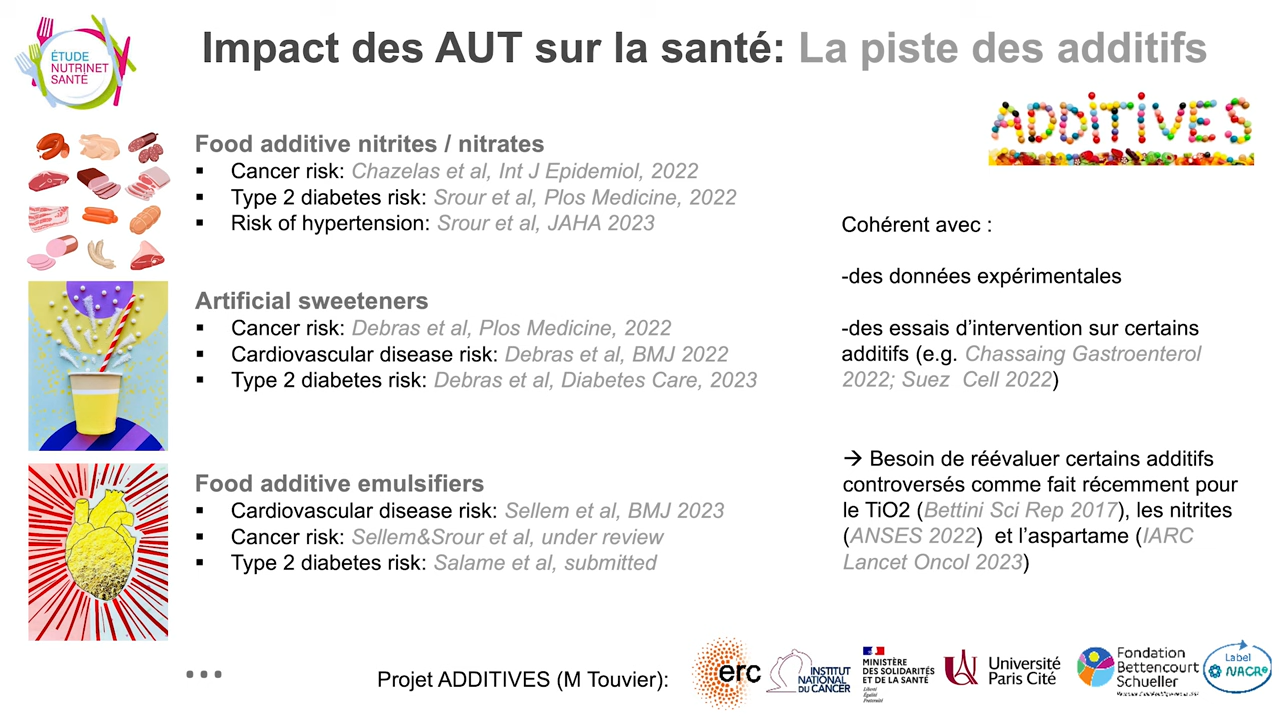 ÉTUDE
NUTRINET
SANTÉ
Impact des AUT sur la santé: La piste des additifs
ADDITIVES
Food additive nitrites / nitrates
▪ Cancer risk: Chazelas et al, Int J Epidemiol, 2022
▪ Type 2 diabetes risk: Srour et al, Plos Medicine, 2022
▪ Risk of hypertension: Srour et al, JAHA 2023
Artificial sweeteners
▪ Cancer risk: Debras et al, Plos Medicine, 2022
▪ Cardiovascular disease risk: Debras et al, BMJ 2022
▪ Type 2 diabetes risk: Debras et al, Diabetes Care, 2023
Food additive emulsifiers
▪ Cardiovascular disease risk: Sellem et al, BMJ 2023
▪ Cancer risk: Sellem&Srour et al, under review
▪ Type 2 diabetes risk: Salame et al, submitted
...
Cohérent avec :
-des données expérimentales
-des essais d'intervention sur certains
additifs (e.g. Chassaing Gastroenterol
2022; Suez Cell 2022)
→ Besoin de réévaluer certains additifs
controversés comme fait récemment pour
le TiO2 (Bettini Sci Rep 2017), les nitrites
(ANSES 2022) et l'aspartame (IARC
Lancet Oncol 2023)
Projet ADDITIVES (M Touvier):
erc
INSTITUT
NATIONAL
DU CANCER
MINISTÈRE
DES SOLIDARITÉS
ET DE LA SANTÉ
Liberté
Égalité
Fraternité
Université
Paris Cité
Fondation
Bettencourt
Schueller
Label
NACRe